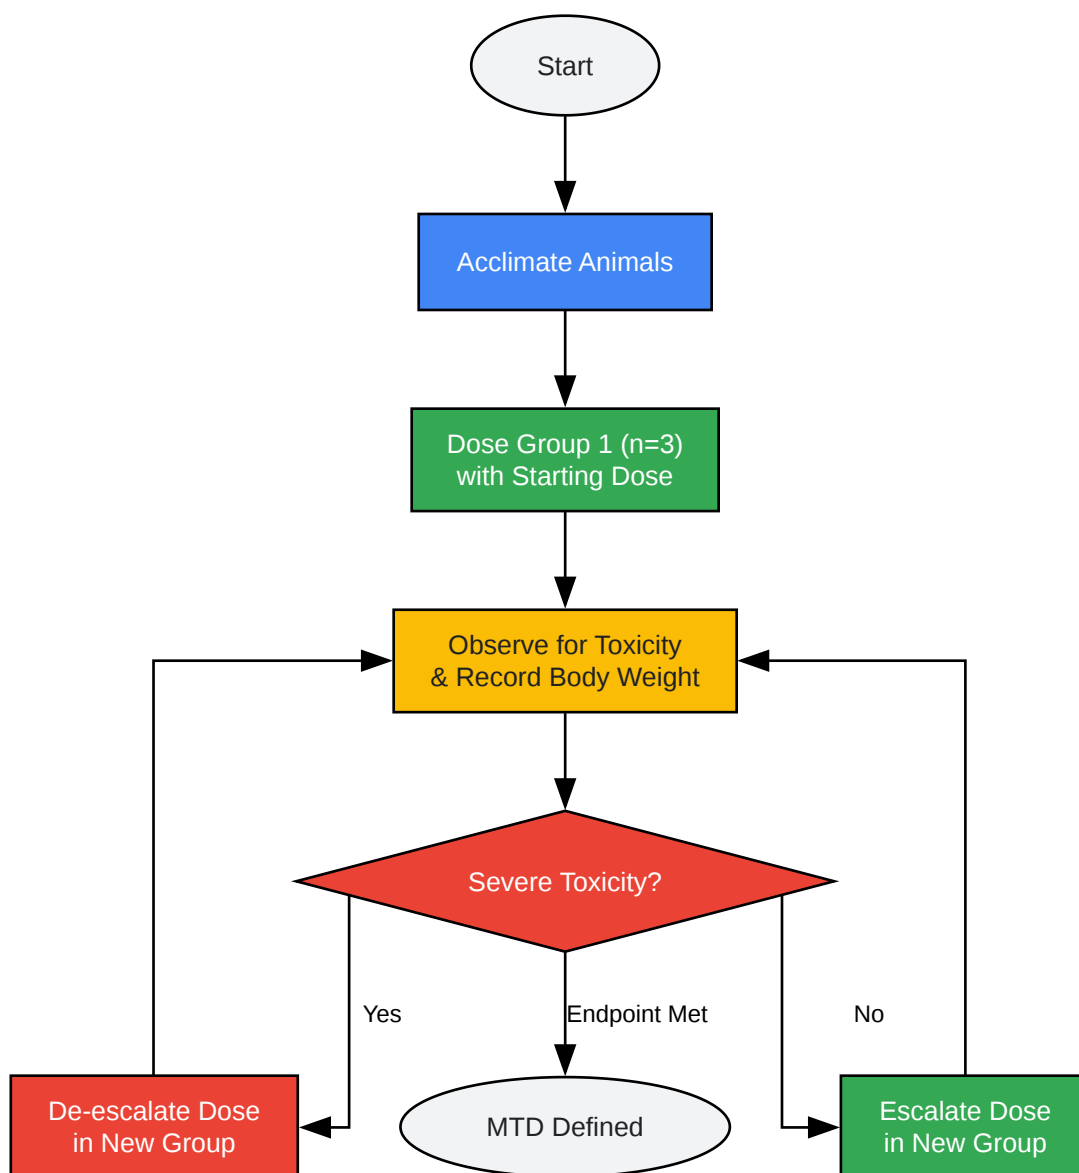 Start
Acclimate Animals
Dose Group 1 (n=3)
with Starting Dose
Observe for Toxicity
& Record Body Weight
Severe Toxicity?
Yes
Endpoint Met
No
De-escalate Dose
in New Group
MTD Defined
Escalate Dose
in New Group